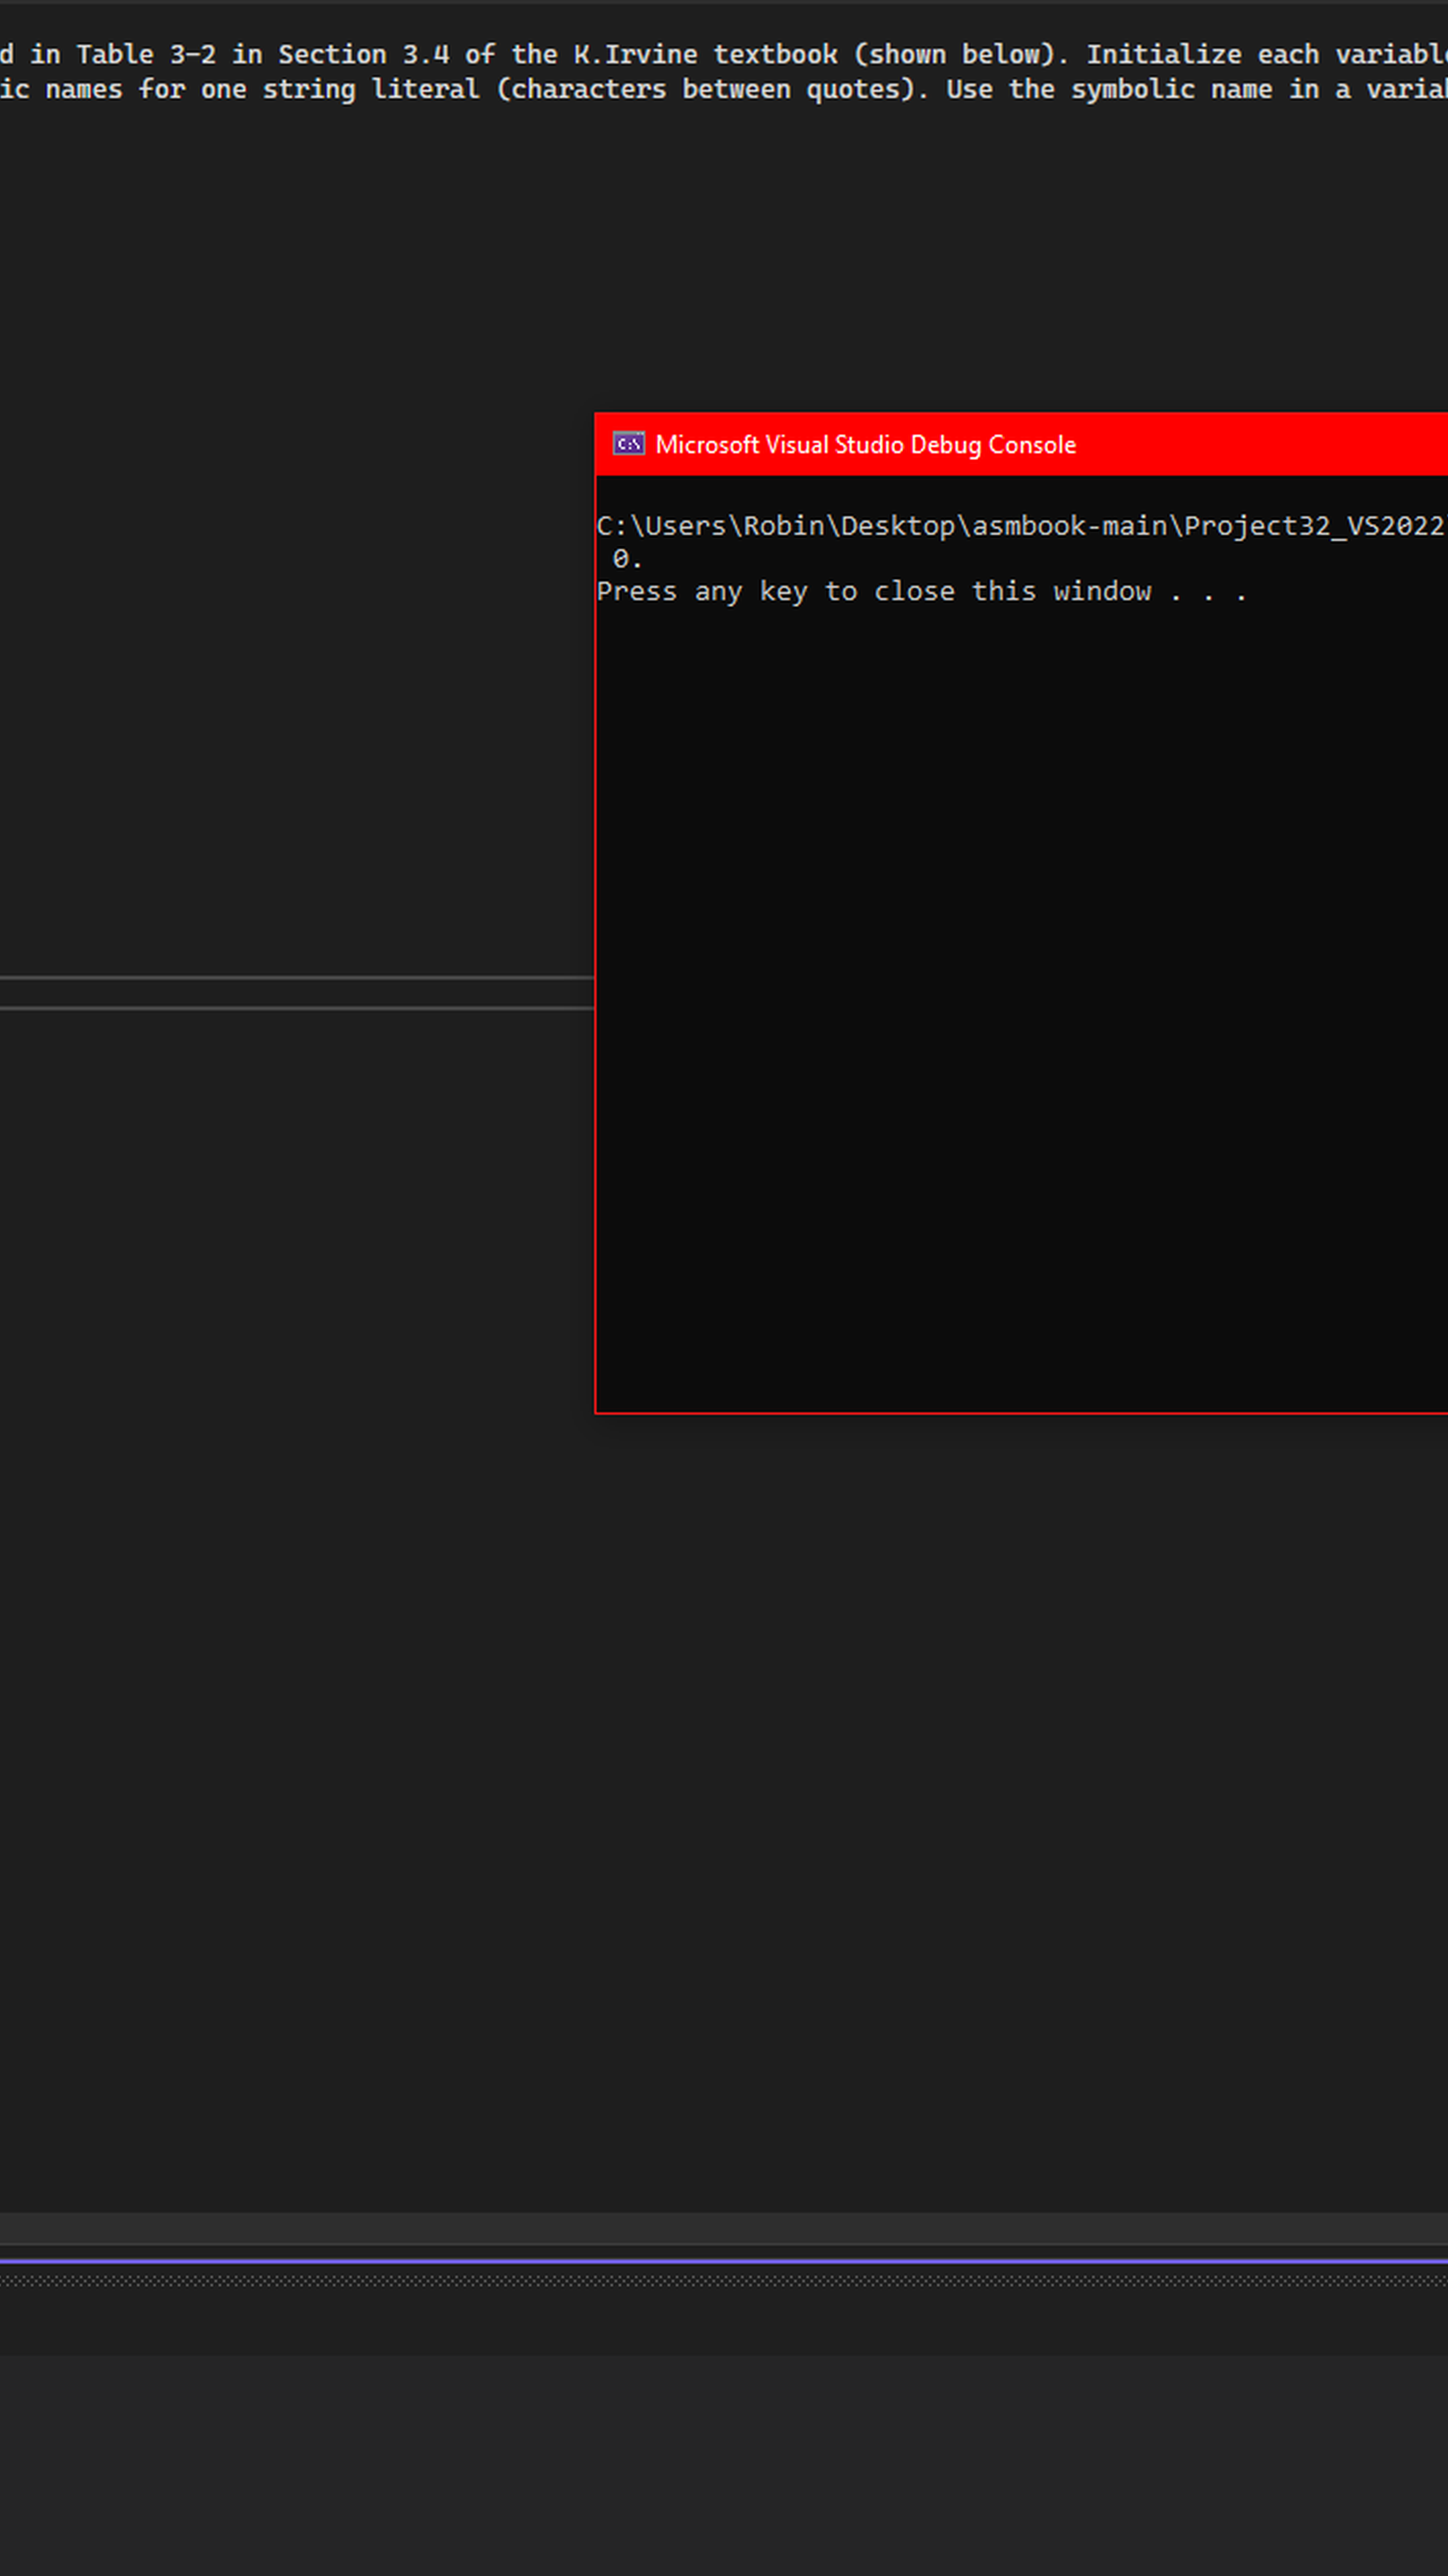 d in Table 3-2 in Section 3.4 of the K.Irvine textbook (shown below). Initialize each variabl
ic names for one string literal (characters between quotes). Use the symbolic name in a varia
C:\ Microsoft Visual Studio Debug Console
C:\Users\Robin\Desktop\asmbook-main\Project32_VS2022
0.
Press any key to close this window . . .